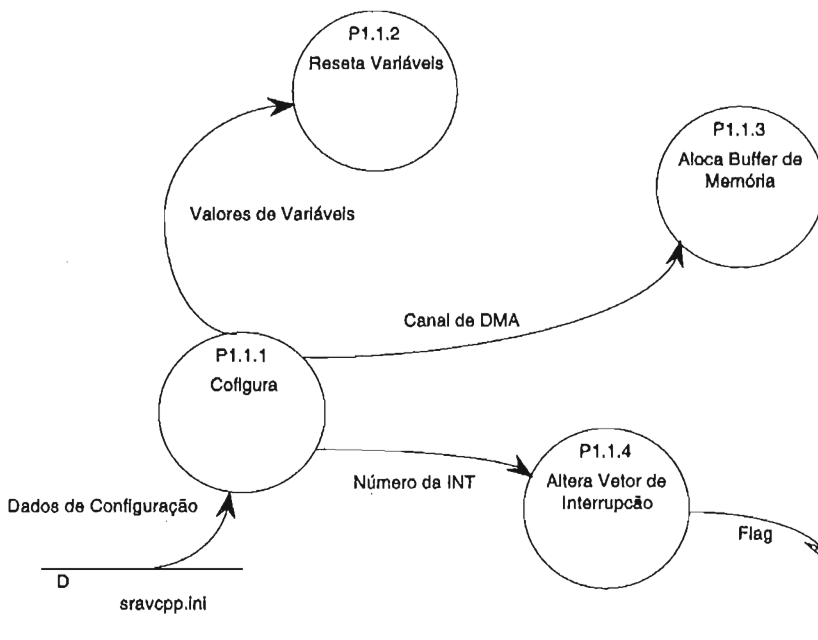 P1.1.2
Reseta Variáveis
P1.1.3
Aloca Buffer de
Memória
Valores de Variáveis
Canal de DMA
P1.1.1
Cofigura
P1.1.4
Altera Vetor de
Interrupcão
Número da INT
Dados de Configuração
Flag
D
sravcpp.ini